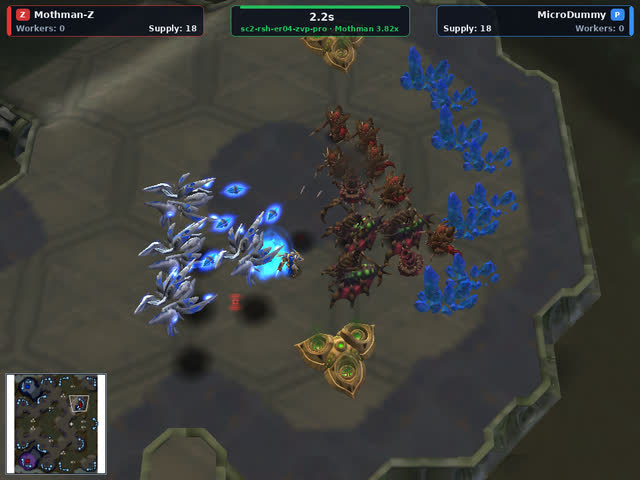 Z Mothman-Z
Workers: 0 Supply: 18
2.2s
sc2-rsh-er04-zvp-pro · Mothman 3.82x
MicroDummy P
Supply: 18 Workers: 0